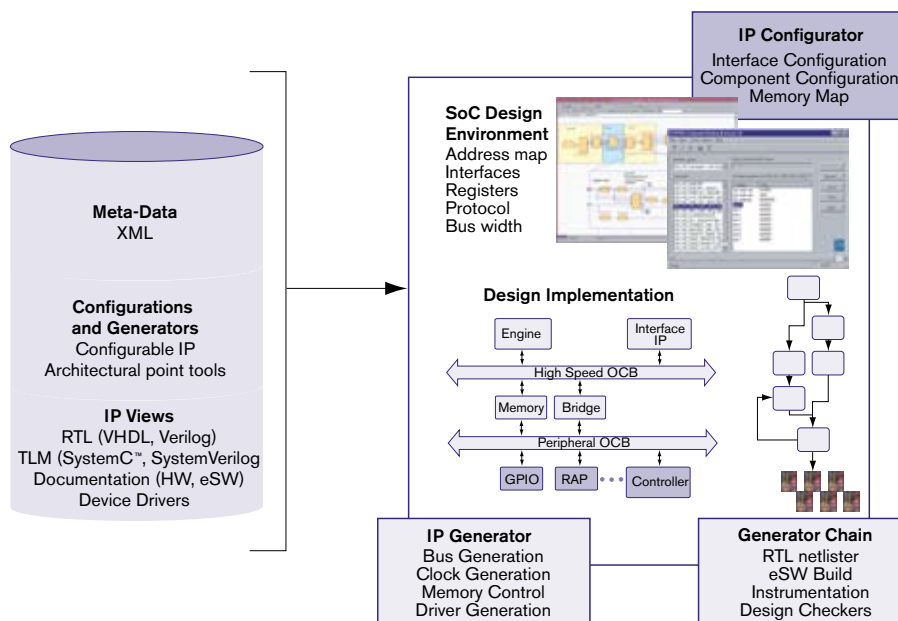 IP Configurator
Interface Configuration
Component Configuration
Memory Map
SoC Design
Environment
Address map
Interfaces
Registers
Protocol
Bus width
Meta-Data
XML
Configurations
and Generators
Configurable IP
Architectural point tools
IP Views
RTL (VHDL, Verilog)
TLM (SystemC™, SystemVerilog
Documentation (HW, eSW)
Device Drivers
Design Implementation
Engine
Interface
IP
High Speed OCB
Memory
Bridge
Peripheral OCB
GPIO
RAP
Controller
IP Generator
Bus Generation
Clock Generation
Memory Control
Driver Generation
Generator Chain
RTL netlister
eSW Build
Instrumentation
Design Checkers